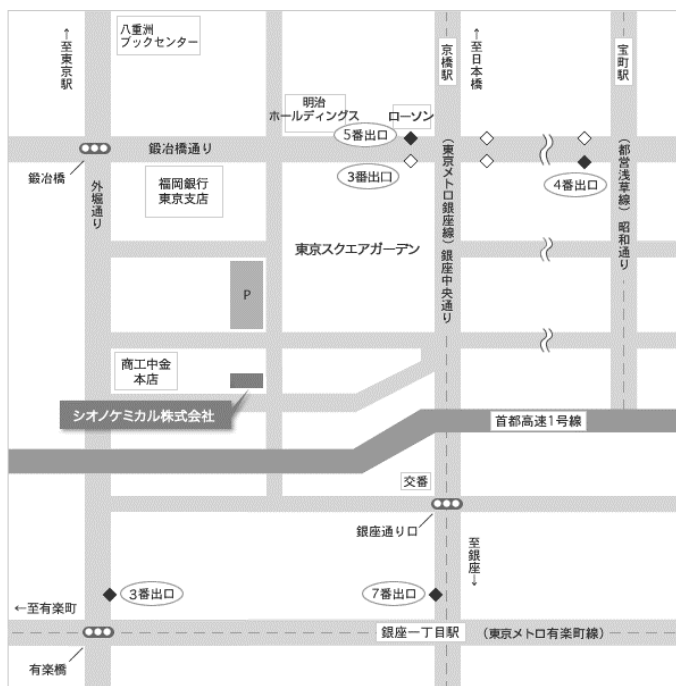 八重洲
ブックセンター
↑至東京駅
京橋駅
↑至日本橋
宝町駅
明治
ホールディングス
ローソン
5番出口
鍛冶橋通り
3番出口
4番出口
鍛冶橋
外堀通り
福岡銀行
東京支店
(東京メトロ銀座線)銀座中央通り
(都営浅草線)昭和通り
東京スクエアガーデン
P
商工中金
本店
シオノケミカル株式会社
首都高速1号線
交番
銀座通り口
至銀座↓
3番出口
7番出口
←至有楽町
銀座一丁目駅
(東京メトロ有楽町線)
有楽橋